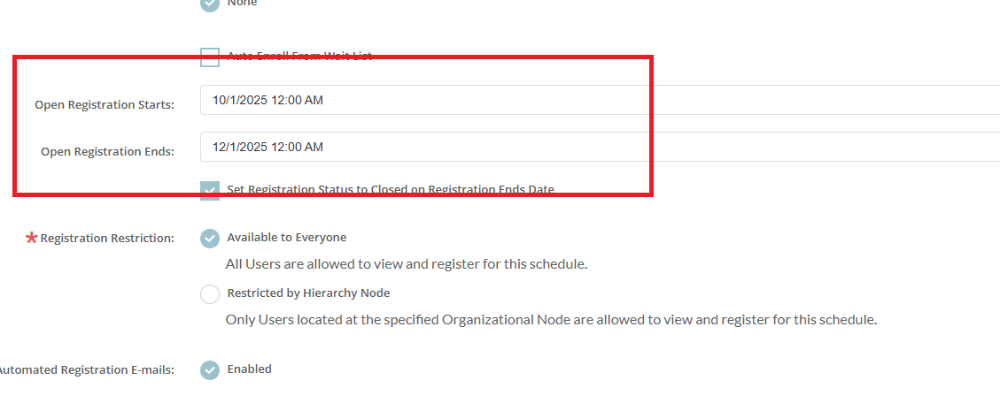 None
Auto Enroll From Wait List
Open Registration Starts: 10/1/2025 12:00 AM
Open Registration Ends: 12/1/2025 12:00 AM
Set Registration Status to Closed on Registration Ends Date
* Registration Restriction: Available to Everyone
All Users are allowed to view and register for this schedule.
Restricted by Hierarchy Node
Only Users located at the specified Organizational Node are allowed to view and register for this schedule.
Automated Registration E-mails: Enabled